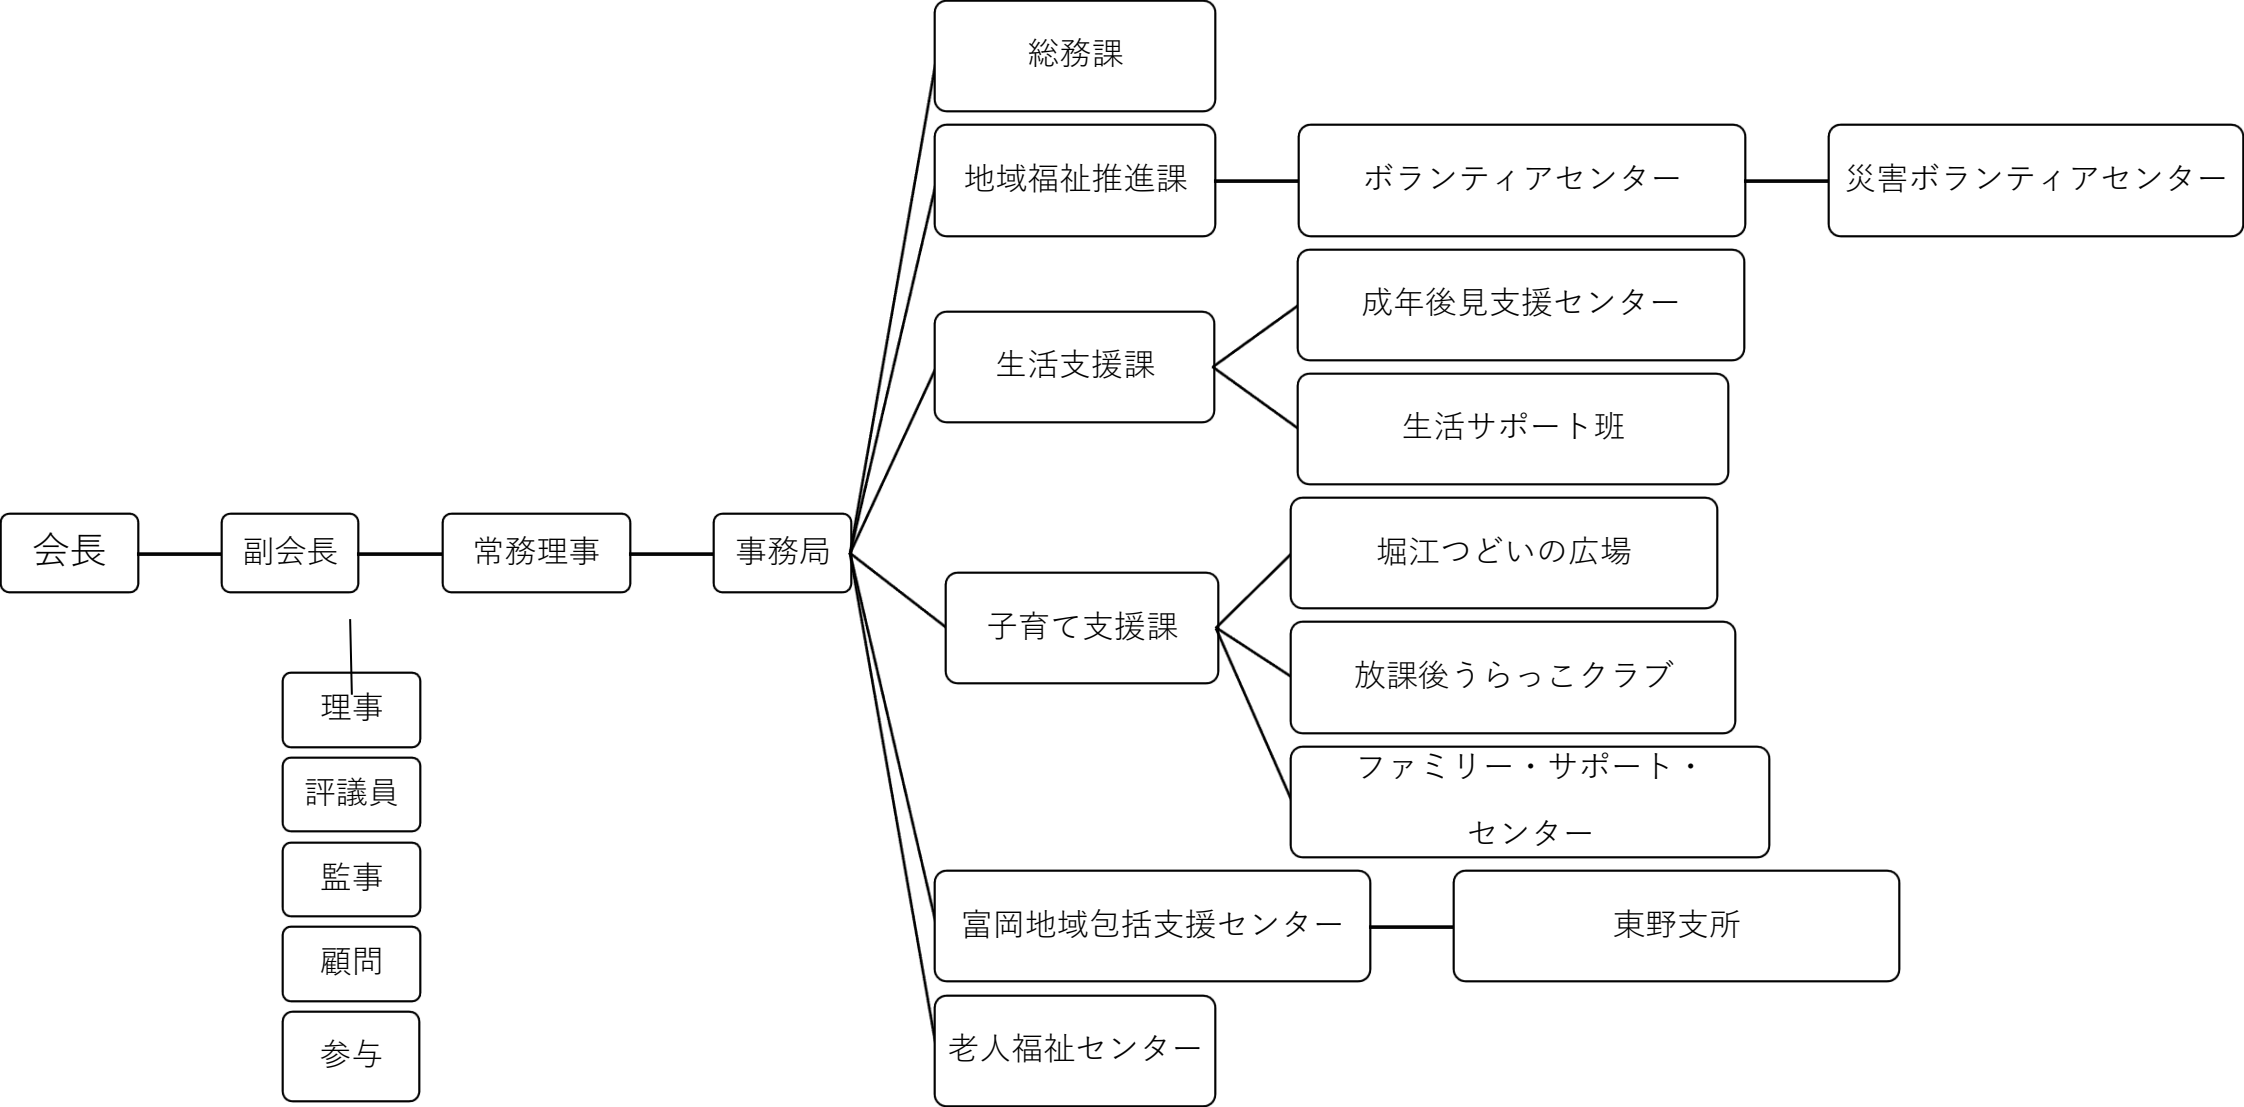 総務課
地域福祉推進課
ボランティアセンター
災害ボランティアセンター
成年後見支援センター
生活支援課
生活サポート班
会長
副会長
常務理事
事務局
堀江つどいの広場
子育て支援課
放課後うらっこクラブ
理事
ファミリー・サポート・
センター
評議員
監事
富岡地域包括支援センター
東野支所
顧問
老人福祉センター
参与